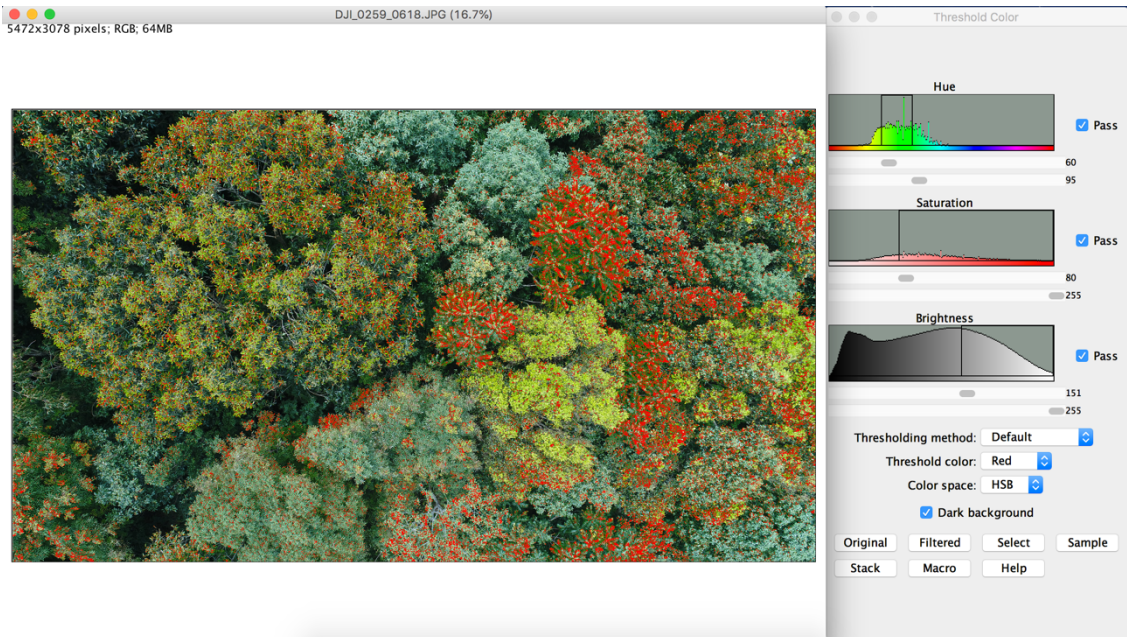 DJI_0259_0618.JPG (16.7%)
5472x3078 pixels; RGB; 64MB
Threshold Color
Hue
Pass
60
95
Saturation
Pass
80
255
Brightness
Pass
151
255
Thresholding method: Default
Threshold color: Red
Color space: HSB
Dark background
Original Filtered Select Sample
Stack Macro Help